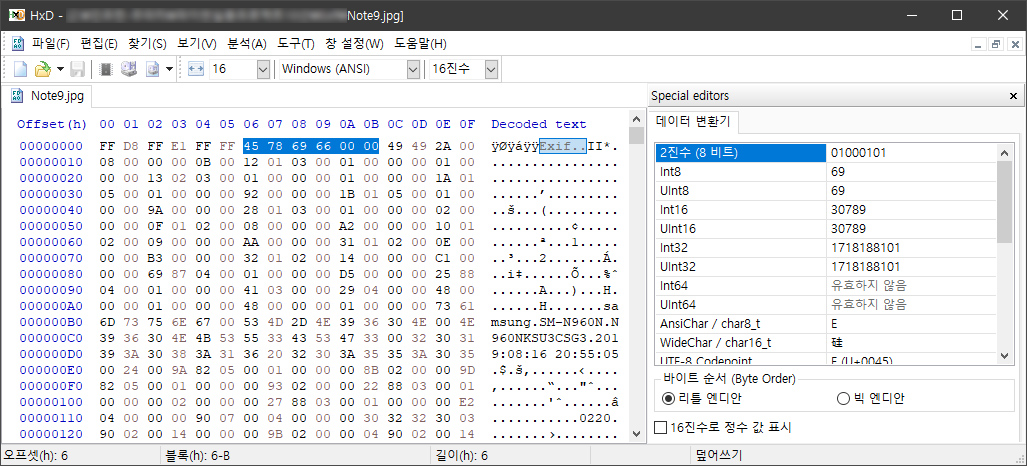 HxD - Note9.jpg]
파일(F) 편집(E) 찾기(S) 보기(V) 분석(A) 도구(T) 창 설정(W) 도움말(H)
16 Windows (ANSI) 16진수
Note9.jpg
Special editors
데이터 변환기
Offset(h) 00 01 02 03 04 05 06 07 08 09 0A 0B 0C 0D 0E 0F Decoded text
00000000 FF D8 FF E1 FF FF 45 78 69 66 00 00 49 49 2A 00 ÿØÿáÿÿExif..II*.
00000010 08 00 00 00 0B 00 12 01 03 00 01 00 00 00 01 00 ................
00000020 00 00 13 02 03 00 01 00 00 00 01 00 00 00 1A 01 ................
00000030 05 00 01 00 00 00 92 00 00 00 1B 01 05 00 01 00 ......’.........
00000040 00 00 9A 00 00 00 28 01 03 00 01 00 00 00 02 00 ..š...(.........
00000050 00 00 0F 01 02 00 08 00 00 00 A2 00 00 00 10 01 ..........¢.....
00000060 02 00 09 00 00 00 AA 00 00 00 31 01 02 00 0E 00 ......ª...1.....
00000070 00 00 B3 00 00 00 32 01 02 00 14 00 00 00 C1 00 ..³...2.......Á.
00000080 00 00 69 87 04 00 01 00 00 00 D5 00 00 00 25 88 ..i‡......Õ...%ˆ
00000090 04 00 01 00 00 00 41 03 00 00 29 04 00 00 48 00 ......A...)...H.
000000A0 00 00 01 00 00 00 48 00 00 00 01 00 00 00 73 61 ......H.......sa
000000B0 6D 73 75 6E 67 00 53 4D 2D 4E 39 36 30 4E 00 4E msung.SM-N960N.N
000000C0 39 36 30 4E 4B 53 55 33 43 53 47 33 00 32 30 31 960NKSU3CSG3.201
000000D0 39 3A 30 38 3A 31 36 20 32 30 3A 35 35 3A 30 35 9:08:16 20:55:05
000000E0 00 24 00 9A 82 05 00 01 00 00 00 8B 02 00 00 9D .$.š‚......‹....
000000F0 82 05 00 01 00 00 00 93 02 00 00 22 88 03 00 01 ‚......“..."ˆ...
00000100 00 00 00 02 00 00 00 27 88 03 00 01 00 00 00 E2 .......'ˆ......â
00000110 04 00 00 00 90 07 00 04 00 00 00 30 32 32 30 03 ...........0220.
00000120 90 02 00 14 00 00 00 9B 02 00 00 04 90 02 00 14 .......›........
2진수 (8 비트) 01000101
Int8 69
UInt8 69
Int16 30789
UInt16 30789
Int32 1718188101
UInt32 1718188101
Int64 유효하지 않음
UInt64 유효하지 않음
AnsiChar / char8_t E
WideChar / char16_t 硅
UTF-8 Codepoint E (U+0045)
바이트 순서 (Byte Order)
리틀 엔디안 빅 엔디안
16진수로 정수 값 표시
오프셋(h): 6 블록(h): 6-B 길이(h): 6 덮어쓰기